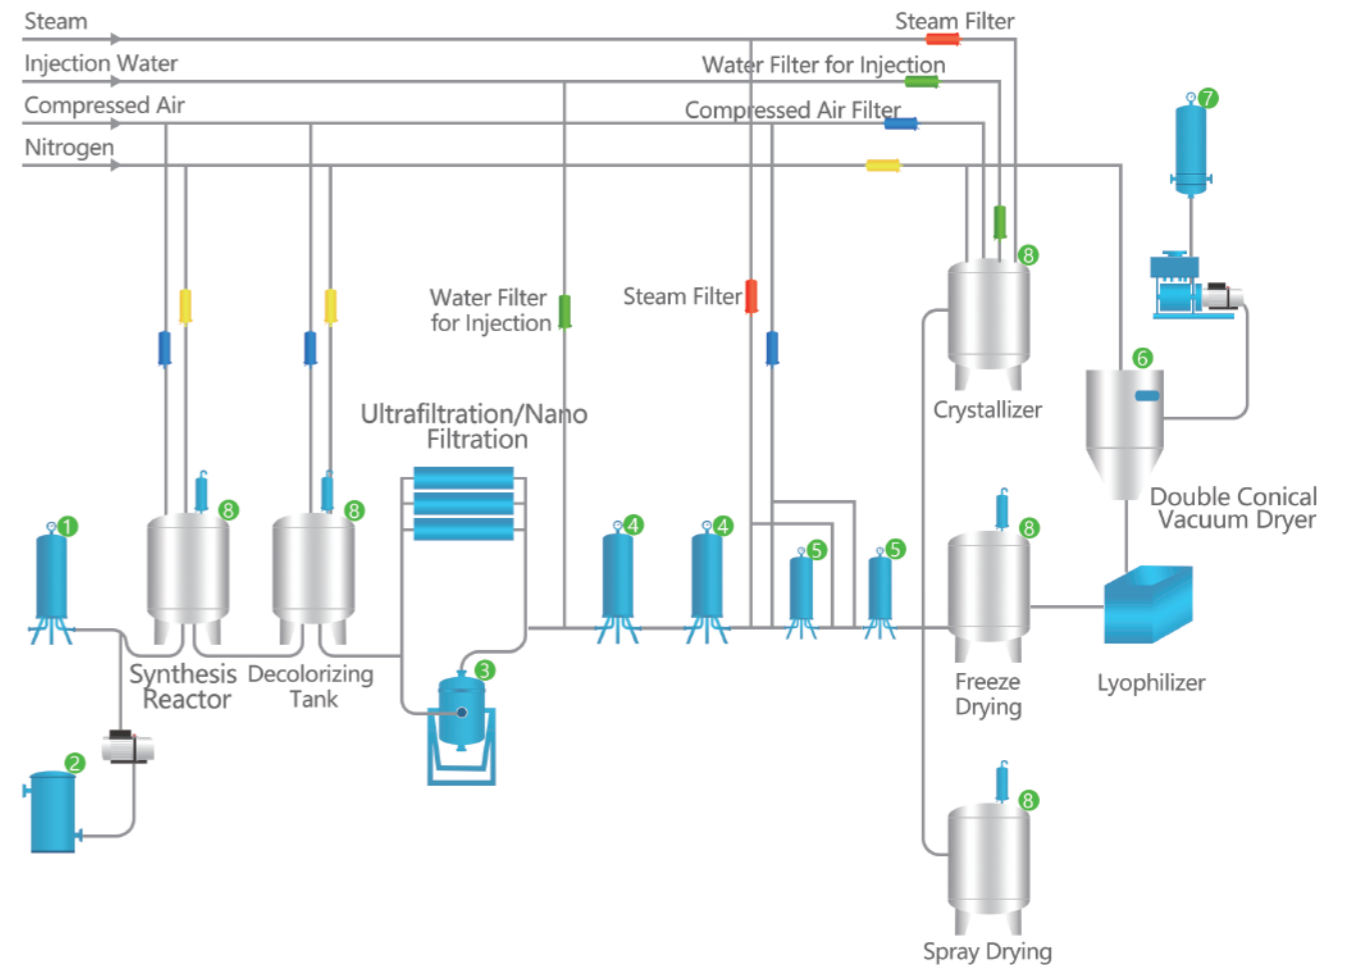 Steam
Steam Filter
Injection Water
Water Filter for Injection
Compressed Air
Compressed Air Filter
Nitrogen
7
8
Water Filter
for Injection
Steam Filter
6
Crystallizer
Ultrafiltration/Nano
Filtration
Double Conical
Vacuum Dryer
1
8
8
4
4
5
5
8
Synthesis
Reactor
Decolorizing
Tank
3
Freeze
Drying
Lyophilizer
2
8
Spray Drying